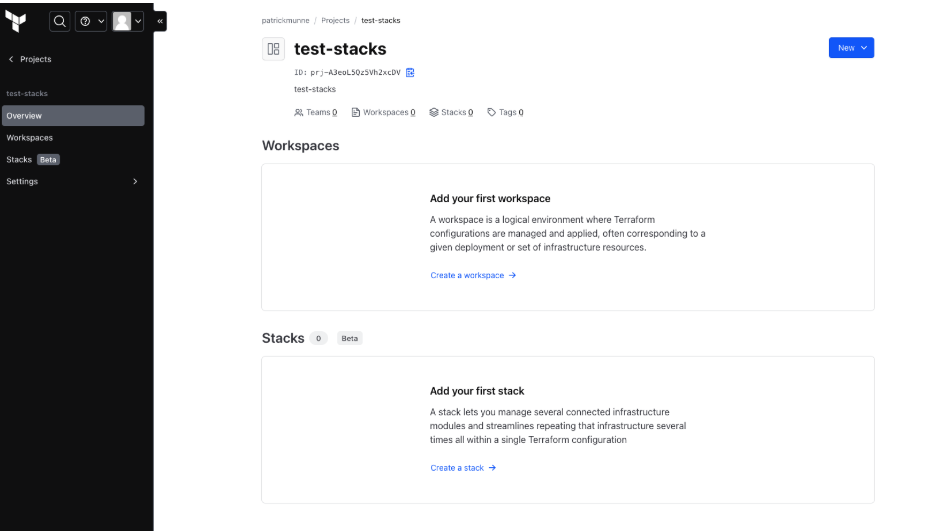 Projects
test-stacks
Overview
Workspaces
Stacks Beta
Settings
patrickmunne / Projects / test-stacks
test-stacks
New
ID: prj-A3eoL5Qz5Vh2xcDV
test-stacks
Teams 0 Workspaces 0 Stacks 0 Tags 0
Workspaces
Add your first workspace
A workspace is a logical environment where Terraform
configurations are managed and applied, often corresponding to a
given deployment or set of infrastructure resources.
Create a workspace
Stacks 0 Beta
Add your first stack
A stack lets you manage several connected infrastructure
modules and streamlines repeating that infrastructure several
times all within a single Terraform configuration
Create a stack